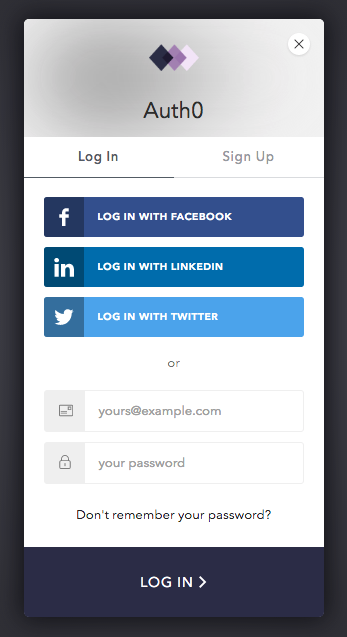 Auth0
Log In Sign Up
LOG IN WITH FACEBOOK
LOG IN WITH LINKEDIN
LOG IN WITH TWITTER
or
yours@example.com
your password
Don't remember your password?
LOG IN